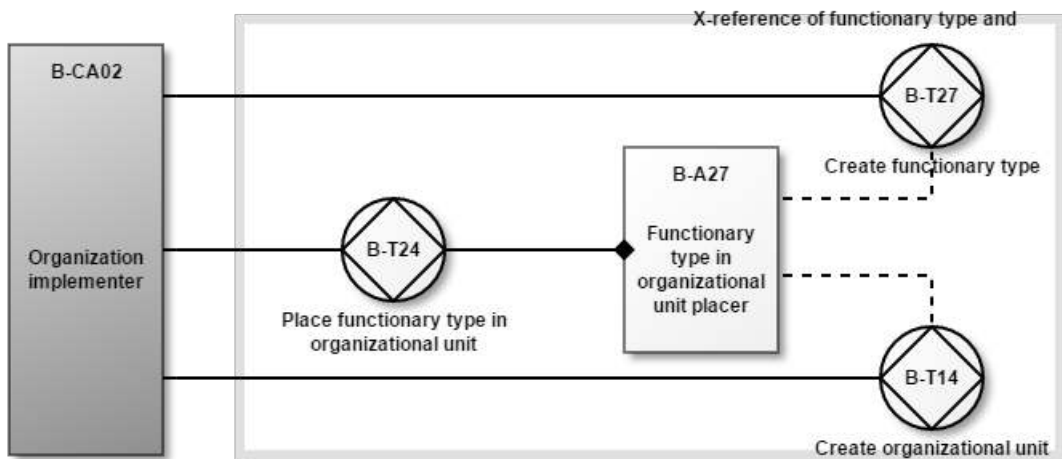 X-reference of functionary type and
B-CA02
B-T27
Create functionary type
B-A27
Functionary
type in
organizational
unit placer
B-T24
Organization
implementer
Place functionary type in
organizational unit
B-T14
Create organizational unit